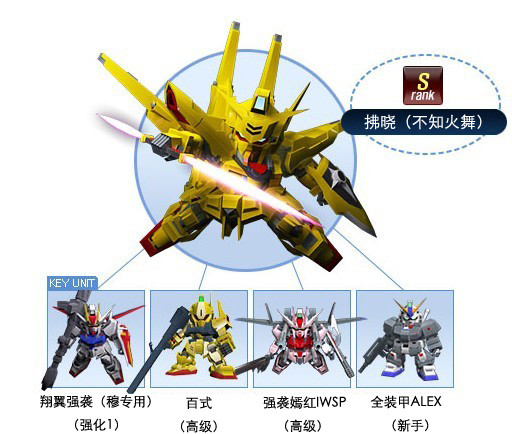 S
rank
拂晓（不知火舞）
KEY UNIT
翔翼强袭（穆专用）
（强化1）
百式
（高级）
强袭嫣红IWSP
（高级）
全装甲ALEX
（新手）